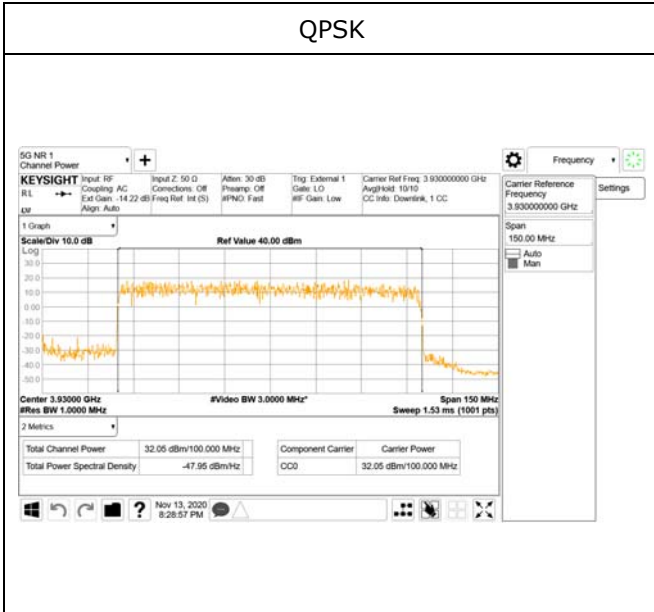 QPSK
5G NR 1
Channel Power
+
Frequency
KEYSIGHT
RL
Input: RF
Coupling: AC
Ext Gain: -14.22 dB
Align: Auto
Input Z: 50 Ω
Corrections: Off
Freq Ref: Int (S)
Atten: 30 dB
Preamp: Off
#PNO: Fast
Trig: External 1
Gate: LO
#IF Gain: Low
Carrier Ref Freq: 3.930000000 GHz
Avg|Hold: 10/10
CC Info: Downlink, 1 CC
Carrier Reference
Frequency
3.930000000 GHz
Settings
Span
150.00 MHz
Auto
Man
1 Graph
Scale/Div 10.0 dB
Ref Value 40.00 dBm
Log
30.0
20.0
10.0
0.00
-10.0
-20.0
-30.0
-40.0
-50.0
Center 3.93000 GHz
#Video BW 3.0000 MHz*
Span 150 MHz
#Res BW 1.0000 MHz
Sweep 1.53 ms (1001 pts)
2 Metrics
Total Channel Power 32.05 dBm/100.000 MHz
Total Power Spectral Density -47.95 dBm/Hz
Component Carrier Carrier Power
CC0 32.05 dBm/100.000 MHz
?
Nov 13, 2020
8:28:57 PM